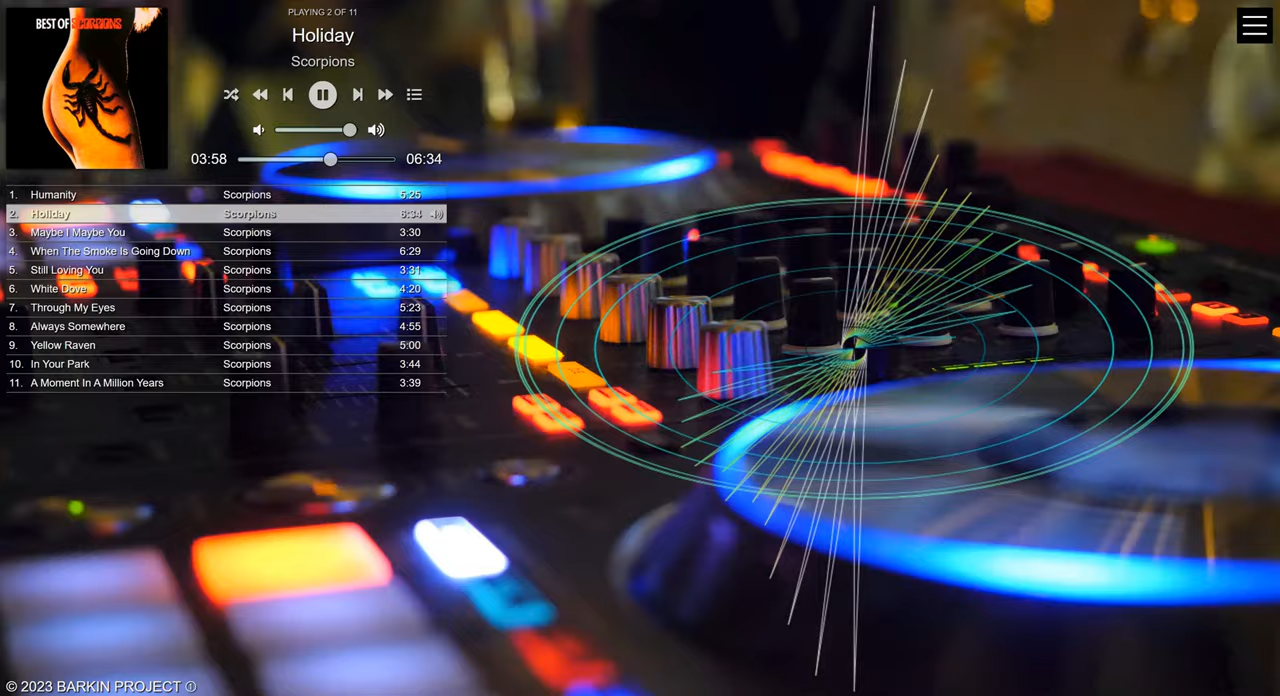 BEST OF SCORPIONS
PLAYING 2 OF 11
Holiday
Scorpions
03:58 06:34
1. Humanity Scorpions 5:25
2. Holiday Scorpions 6:34
3. Maybe I Maybe You Scorpions 3:30
4. When The Smoke Is Going Down Scorpions 6:29
5. Still Loving You Scorpions 3:31
6. White Dove Scorpions 4:20
7. Through My Eyes Scorpions 5:23
8. Always Somewhere Scorpions 4:55
9. Yellow Raven Scorpions 5:00
10. In Your Park Scorpions 3:44
11. A Moment In A Million Years Scorpions 3:39
© 2023 BARKIN PROJECT